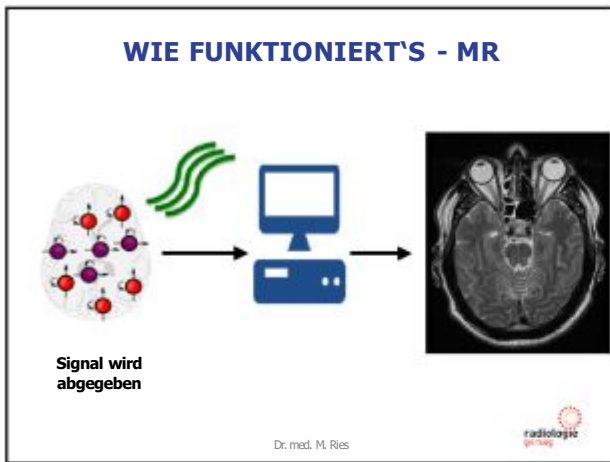 WIE FUNKTIONIERT'S - MR
Signal wird
abgegeben
Dr. med. M. Ries
radiologie